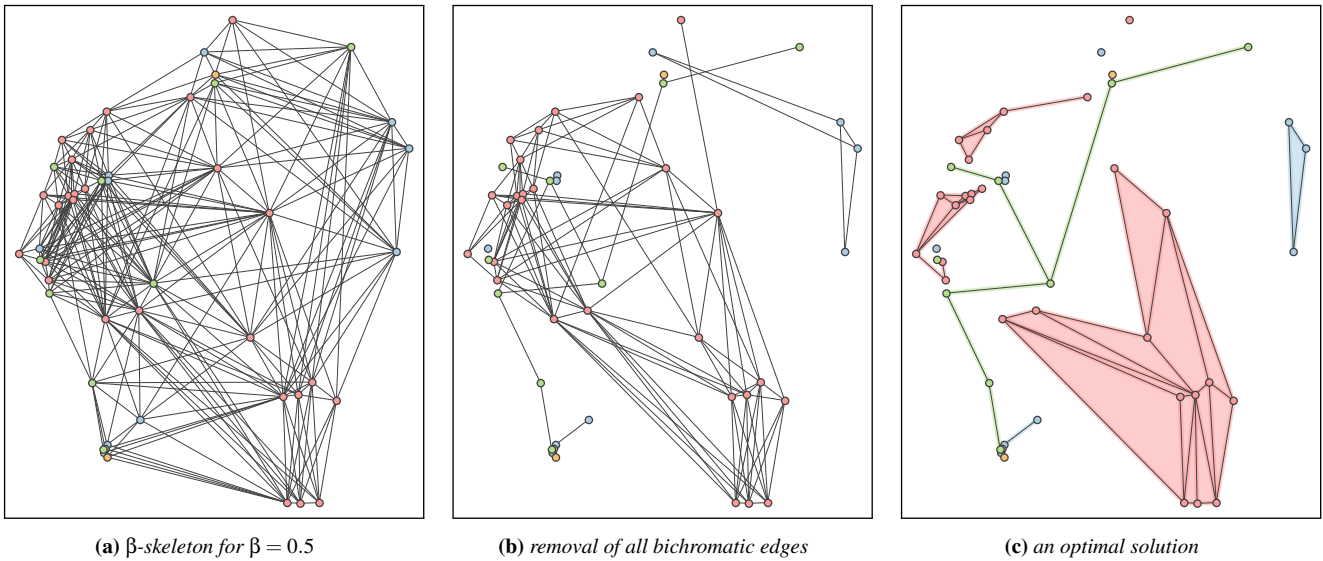 (a) β-skeleton for β = 0.5
(b) removal of all bichromatic edges
(c) an optimal solution